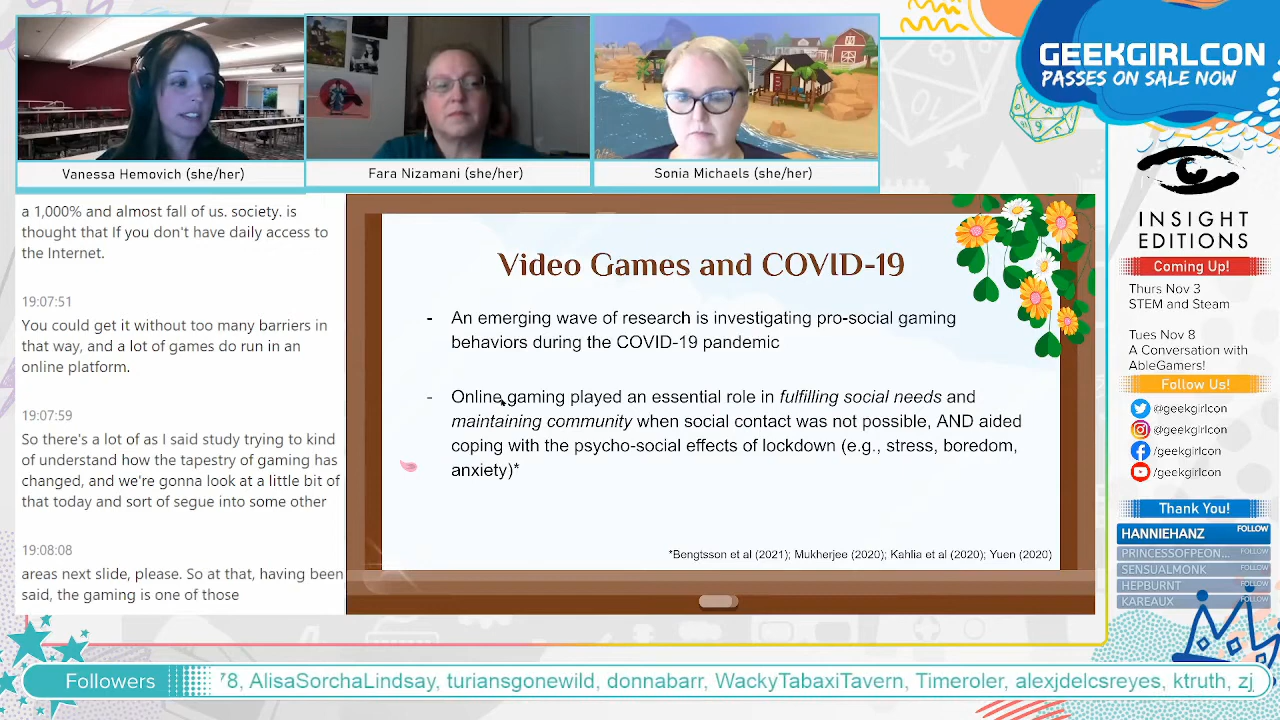 GEEKGIRLCON
PASSES ON SALE NOW
Vanessa Hemovich (she/her)
Fara Nizamani (she/her)
Sonia Michaels (she/her)
a 1,000% and almost fall of us. society. is
thought that If you don't have daily access to
the Internet.
19:07:51
You could get it without too many barriers in
that way, and a lot of games do run in an
online platform.
19:07:59
So there's a lot of as I said study trying to kind
of understand how the tapestry of gaming has
changed, and we're gonna look at a little bit of
that today and sort of segue into some other
19:08:08
areas next slide, please. So at that, having been
said, the gaming is one of those
Video Games and COVID-19
- An emerging wave of research is investigating pro-social gaming
behaviors during the COVID-19 pandemic
- Online gaming played an essential role in fulfilling social needs and
maintaining community when social contact was not possible, AND aided
coping with the psycho-social effects of lockdown (e.g., stress, boredom,
anxiety)*
*Bengtsson et al (2021); Mukherjee (2020); Kahlia et al (2020); Yuen (2020)
INSIGHT
EDITIONS
Coming Up!
Thurs Nov 3
STEM and Steam
Tues Nov 8
A Conversation with
AbleGamers!
Follow Us!
@geekgirlcon
@geekgirlcon
/geekgirlcon
/geekgirlcon
Thank You!
HANNIEHANZ FOLLOW
PRINCESSOFPEON... FOLLOW
SENSUALMONK FOLLOW
HEPBURNT FOLLOW
KAREAUX FOLLOW
Followers
78, AlisaSorchaLindsay, turiansgonewild, donnabarr, WackyTabaxiTavern, Timeroler, alexjdelcsreyes, ktruth, zj